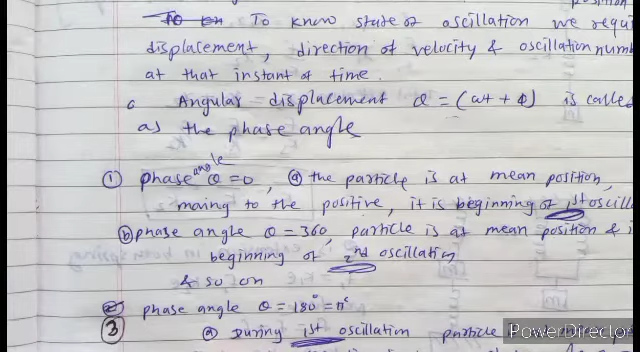 position
To know state of oscillation we requi
displacement, direction of velocity & oscillation numb
at that instant of time.
c Angular displacement θ = (ωt + φ) is called
as the phase angle
① phase angle θ = 0, ⓐ the particle is at mean position,
moving to the positive, it is beginning of 1st oscill
ⓑ phase angle θ = 360, particle is at mean position &
beginning of 2nd oscillation
& so on
phase angle θ = 180° = π^c
③ ⓐ During 1st oscillation particle
PowerDirector